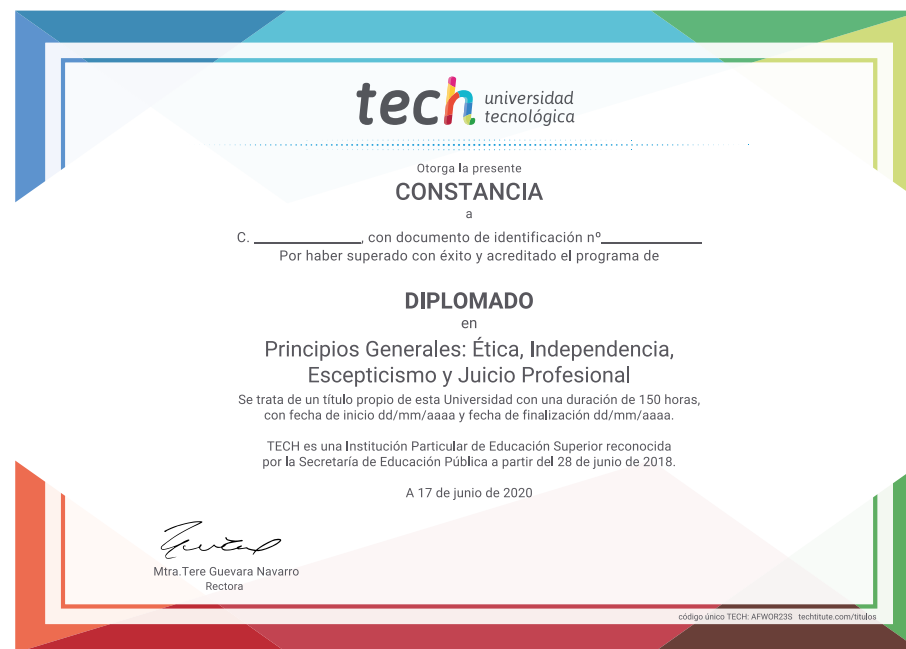 tech universidad
tecnológica
Otorga la presente
CONSTANCIA
a
C. ____________, con documento de identificación nº____________
Por haber superado con éxito y acreditado el programa de
DIPLOMADO
en
Principios Generales: Ética, Independencia,
Escepticismo y Juicio Profesional
Se trata de un título propio de esta Universidad con una duración de 150 horas,
con fecha de inicio dd/mm/aaaa y fecha de finalización dd/mm/aaaa.
TECH es una Institución Particular de Educación Superior reconocida
por la Secretaría de Educación Pública a partir del 28 de junio de 2018.
A 17 de junio de 2020
Mtra.Tere Guevara Navarro
Rectora
código único TECH: AFWOR23S techtitute.com/titulos